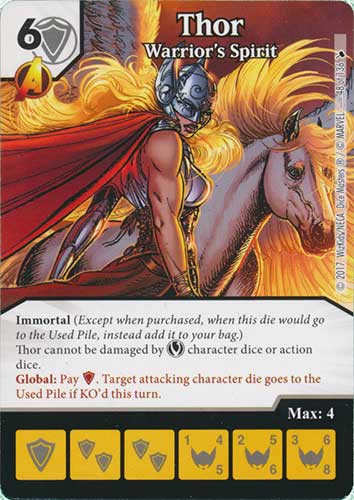 6
Thor
Warrior's Spirit
48 of 136
© MARVEL
© 2017 WizKids/NECA. Dice Masters ®
Immortal (Except when purchased, when this die would go
to the Used Pile, instead add it to your bag.)
Thor cannot be damaged by character dice or action
dice.
Global: Pay . Target attacking character die goes to the
Used Pile if KO'd this turn.
Max: 4
1 4 5
2 5 6
3 6 8